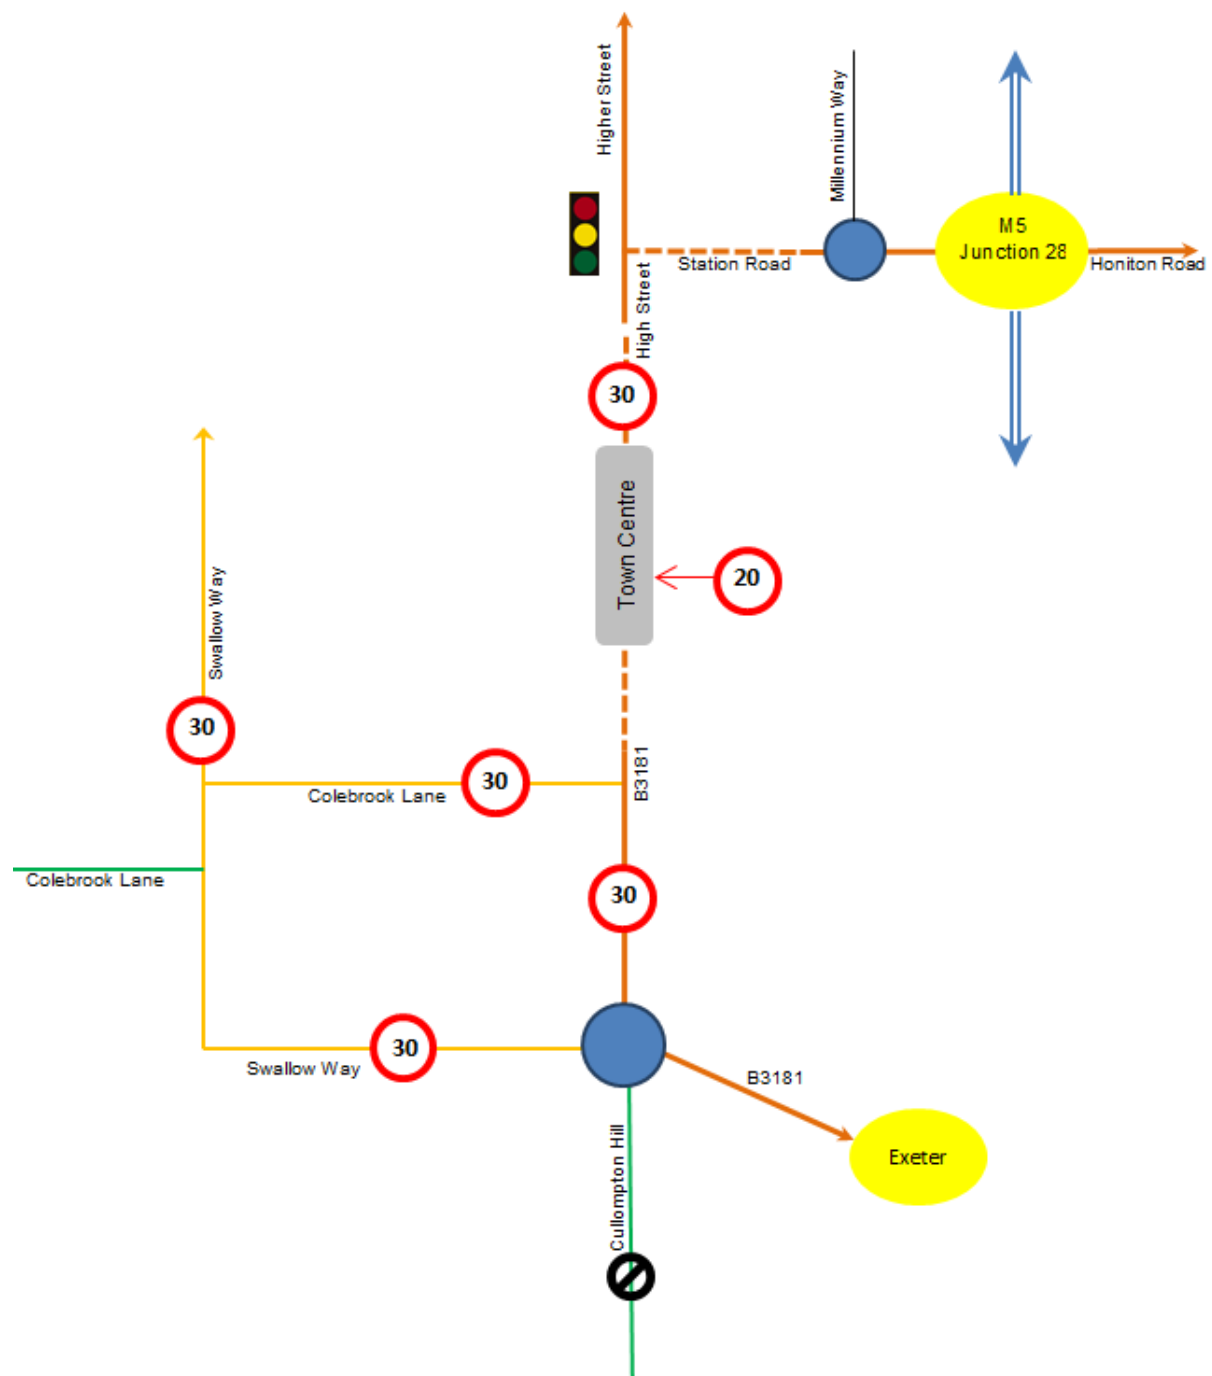 Higher Street
Millennium Way
M5
Junction 28
Station Road
Honiton Road
High Street
30
Town Centre
20
Swallow Way
30
B3181
30
Colebrook Lane
Colebrook Lane
30
30
Swallow Way
B3181
Cullompton Hill
Exeter